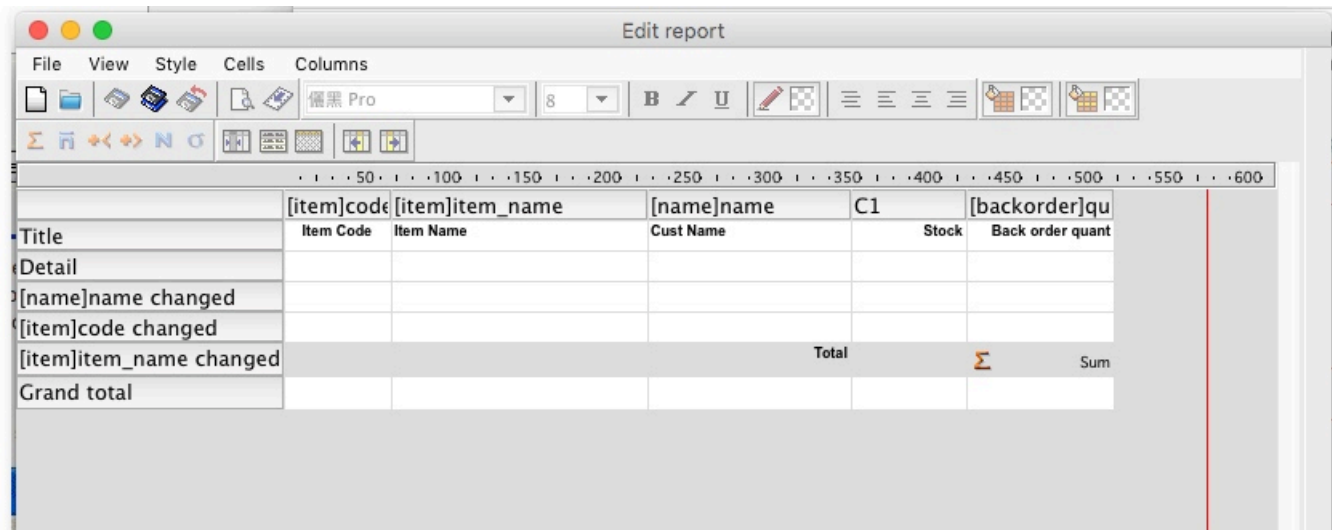 Edit report
File View Style Cells Columns
儷黑 Pro 8 B I U
Σ n N σ
50 100 150 200 250 300 350 400 450 500 550 600
[item]code [item]item_name [name]name C1 [backorder]qu
Title Item Code Item Name Cust Name Stock Back order quant
Detail
[name]name changed
[item]code changed
[item]item_name changed Total Σ Sum
Grand total